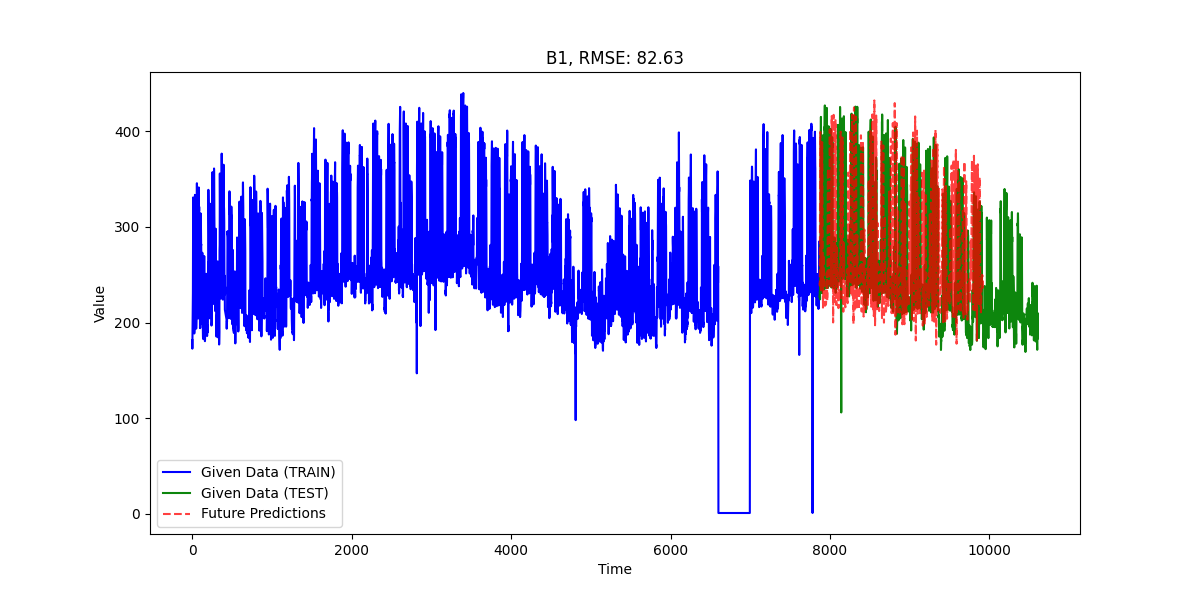 B1, RMSE: 82.63
Value
400
300
200
100
0
Given Data (TRAIN)
Given Data (TEST)
Future Predictions
0 2000 4000 6000 8000 10000
Time